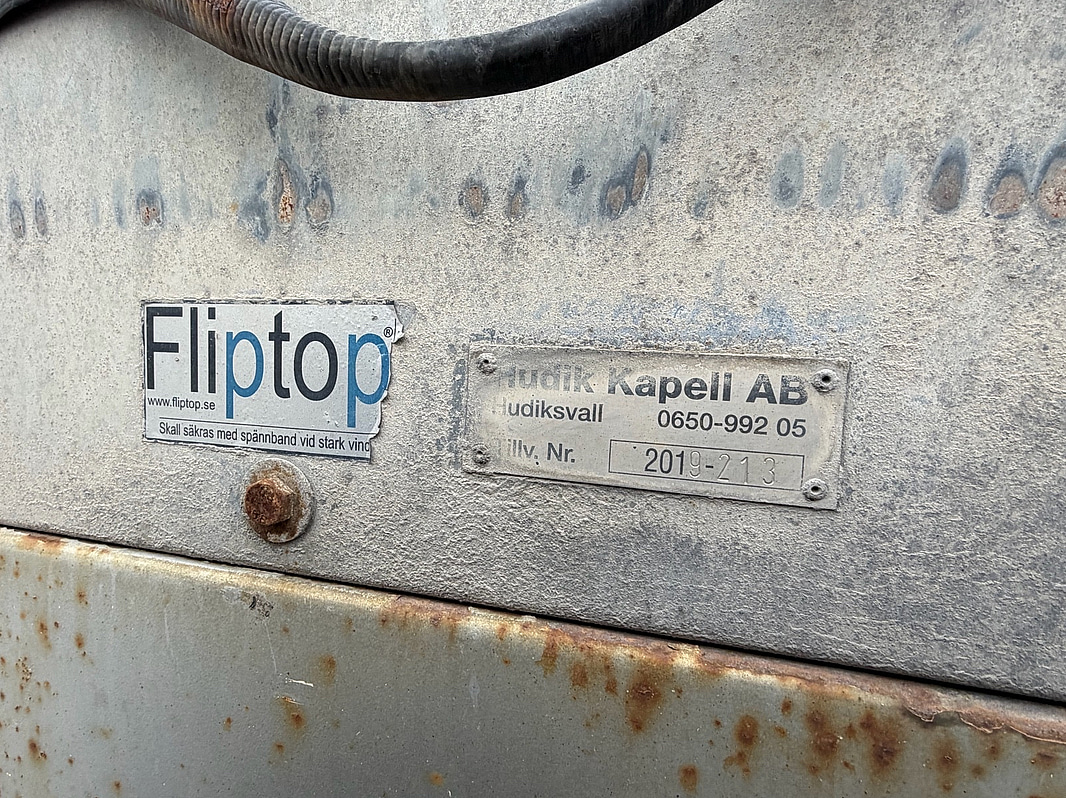 Fliptop®
www.fliptop.se
Skall säkras med spännband vid stark vind
Hudik Kapell AB
Hudiksvall 0650-992 05
Tillv. Nr. 2019-213